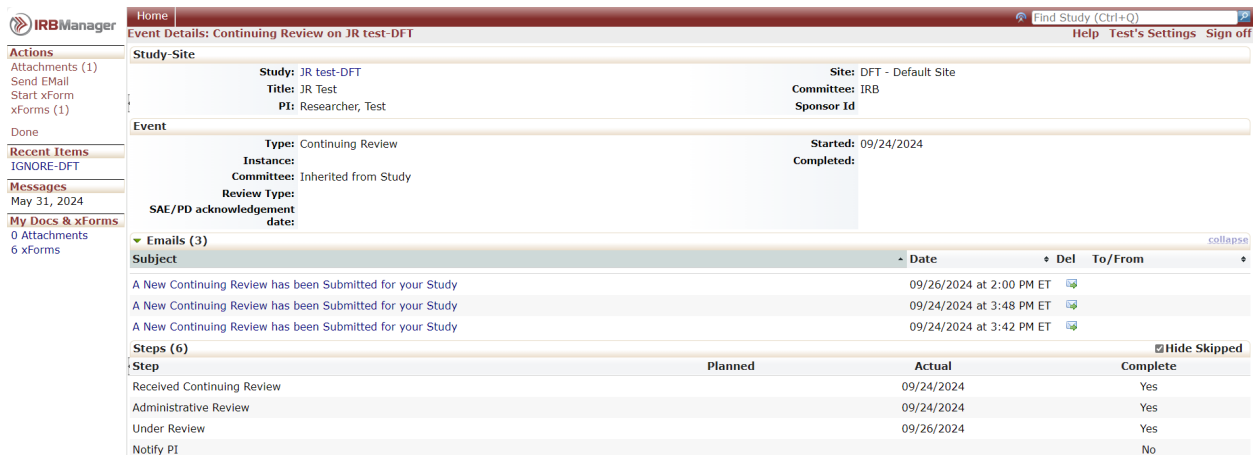 IRBManager
Home
Find Study (Ctrl+Q)
Event Details: Continuing Review on JR test-DFT
Help Test's Settings Sign off
Actions
Attachments (1)
Send EMail
Start xForm
xForms (1)
Done
Recent Items
IGNORE-DFT
Messages
May 31, 2024
My Docs & xForms
0 Attachments
6 xForms
Study-Site
Study: JR test-DFT Site: DFT - Default Site
Title: JR Test Committee: IRB
PI: Researcher, Test Sponsor Id
Event
Type: Continuing Review Started: 09/24/2024
Instance: Completed:
Committee: Inherited from Study
Review Type:
SAE/PD acknowledgement
date:
Emails (3) collapse
Subject Date Del To/From
A New Continuing Review has been Submitted for your Study 09/26/2024 at 2:00 PM ET
A New Continuing Review has been Submitted for your Study 09/24/2024 at 3:48 PM ET
A New Continuing Review has been Submitted for your Study 09/24/2024 at 3:42 PM ET
Steps (6) Hide Skipped
Step Planned Actual Complete
Received Continuing Review 09/24/2024 Yes
Administrative Review 09/24/2024 Yes
Under Review 09/26/2024 Yes
Notify PI No